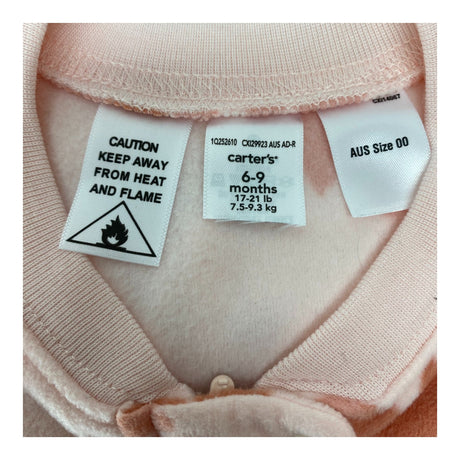 CAUTION
KEEP AWAY
FROM HEAT
AND FLAME
1Q252610 CXI29923 AUS AD-R
carter's®
6-9
months
17-21 lb
7.5-9.3 kg
AUS Size 00